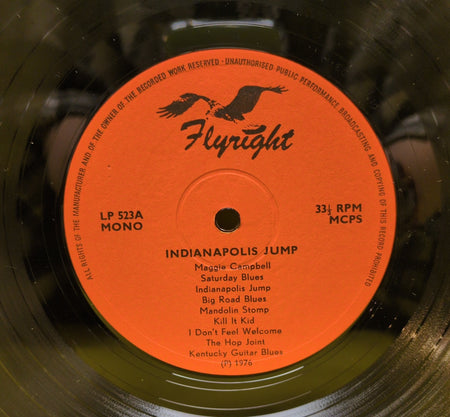 ALL RIGHTS OF THE MANUFACTURER AND OF THE OWNER OF THE RECORDED WORK RESERVED - UNAUTHORISED PUBLIC PERFORMANCE BROADCASTING AND COPYING OF THIS RECORD PROHIBITED
Flyright
LP 523A
MONO
33⅓ RPM
MCPS
INDIANAPOLIS JUMP
Maggie Campbell
Saturday Blues
Indianapolis Jump
Big Road Blues
Mandolin Stomp
Kill It Kid
I Don't Feel Welcome
The Hop Joint
Kentucky Guitar Blues
(P) 1976